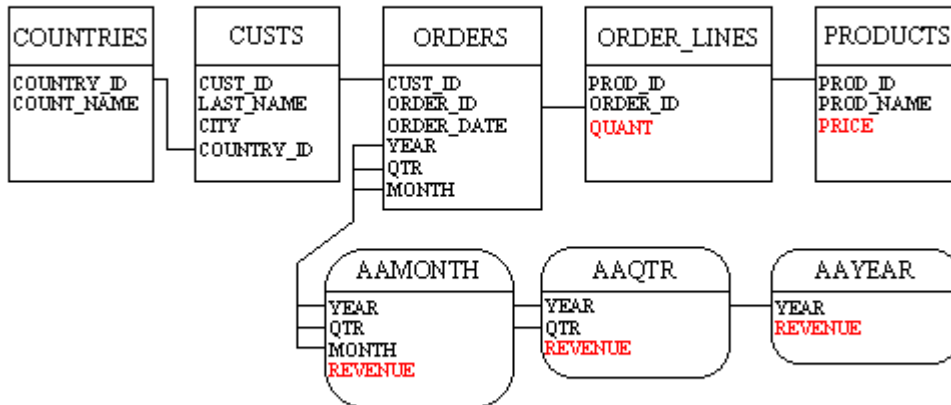 COUNTRIES
COUNTRY_ID
COUNT_NAME
CUSTS
CUST_ID
LAST_NAME
CITY
COUNTRY_ID
ORDERS
CUST_ID
ORDER_ID
ORDER_DATE
YEAR
QTR
MONTH
ORDER_LINES
PROD_ID
ORDER_ID
QUANT
PRODUCTS
PROD_ID
PROD_NAME
PRICE
AAMONTH
YEAR
QTR
MONTH
REVENUE
AAQTR
YEAR
QTR
REVENUE
AAYEAR
YEAR
REVENUE